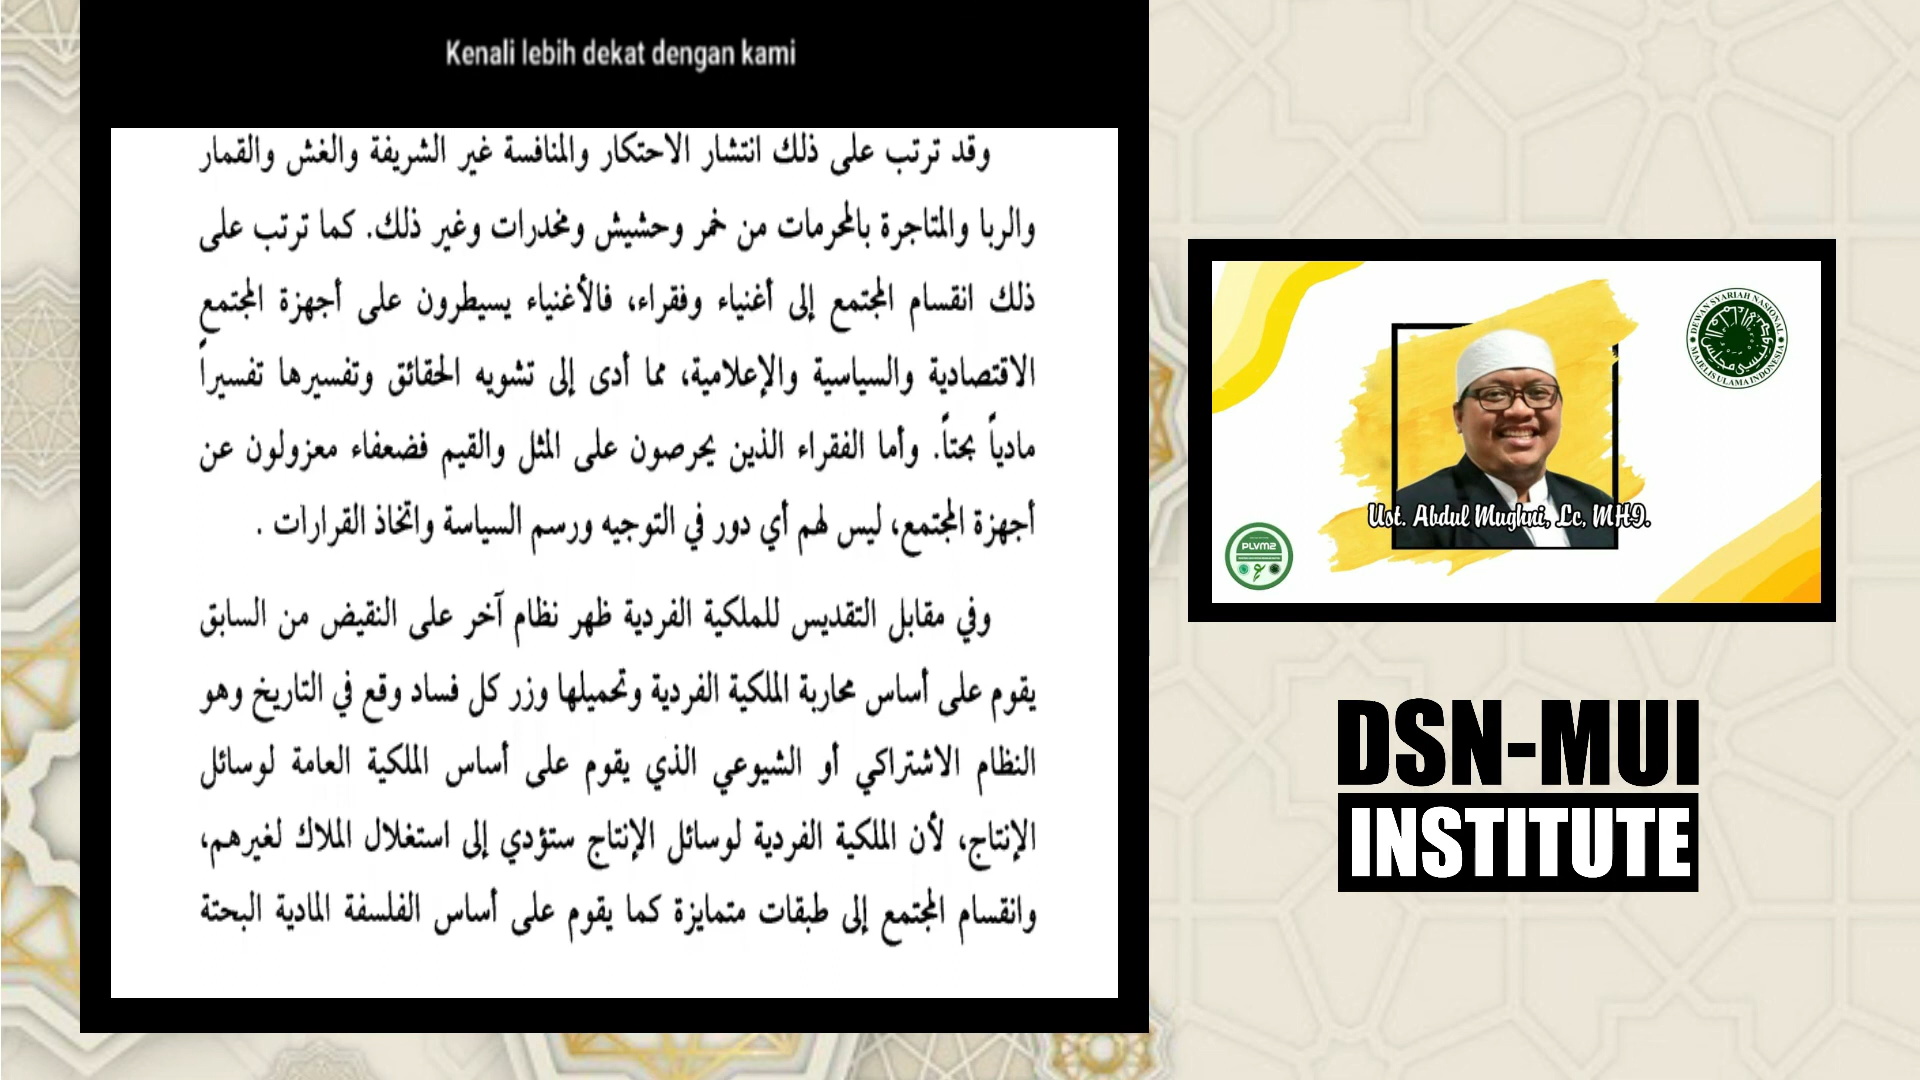 Kenali lebih dekat dengan kami
وقد ترتب على ذلك انتشار الاحتكار والمنافسة غير الشريفة والغش والقمار
والربا والمتاجرة بالمحرمات من خمر وحشيش ومخدرات وغير ذلك. كما ترتب على
ذلك انقسام المجتمع إلى أغنياء وفقراء، فالأغنياء يسيطرون على أجهزة المجتمع
الاقتصادية والسياسية والإعلامية، مما أدى إلى تشويه الحقائق وتفسيرها تفسيراً
مادياً بحتاً. وأما الفقراء الذين يحرصون على المثل والقيم فضعفاء معزولون عن
أجهزة المجتمع، ليس لهم أي دور في التوجيه ورسم السياسة واتخاذ القرارات .
وفي مقابل التقديس للملكية الفردية ظهر نظام آخر على النقيض من السابق
يقوم على أساس محاربة الملكية الفردية وتحميلها وزر كل فساد وقع في التاريخ وهو
النظام الاشتراكي أو الشيوعي الذي يقوم على أساس الملكية العامة لوسائل
الإنتاج، لأن الملكية الفردية لوسائل الإنتاج ستؤدي إلى استغلال الملاك لغيرهم،
وانقسام المجتمع إلى طبقات متمايزة كما يقوم على أساس الفلسفة المادية البحتة
DEWAN SYARIAH NASIONAL
MAJELIS ULAMA INDONESIA
Ust. Abdul Mughni, Lc, MHI.
PLVM2
DSN-MUI
INSTITUTE